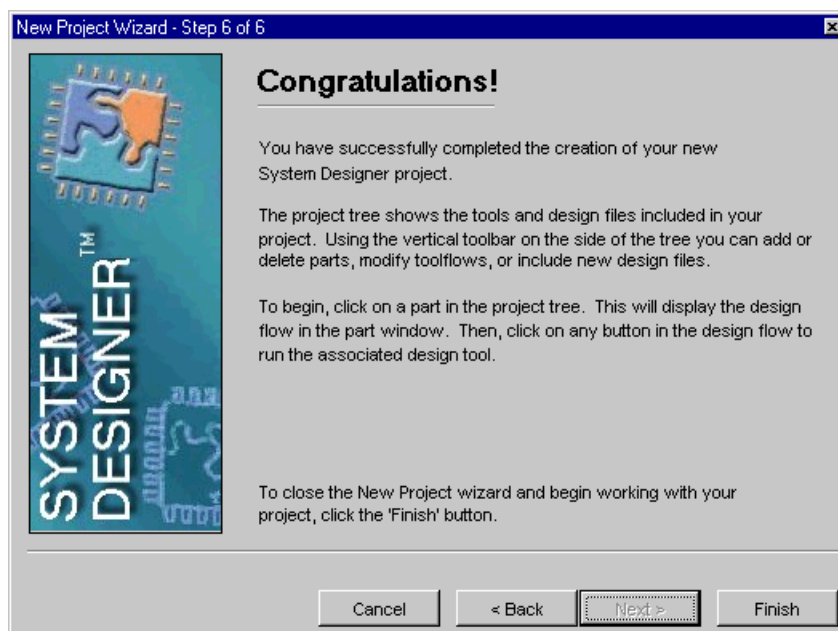 New Project Wizard - Step 6 of 6
SYSTEM
DESIGNER™
Congratulations!
You have successfully completed the creation of your new
System Designer project.
The project tree shows the tools and design files included in your
project. Using the vertical toolbar on the side of the tree you can add or
delete parts, modify toolflows, or include new design files.
To begin, click on a part in the project tree. This will display the design
flow in the part window. Then, click on any button in the design flow to
run the associated design tool.
To close the New Project wizard and begin working with your
project, click the 'Finish' button.
Cancel
< Back
Next >
Finish